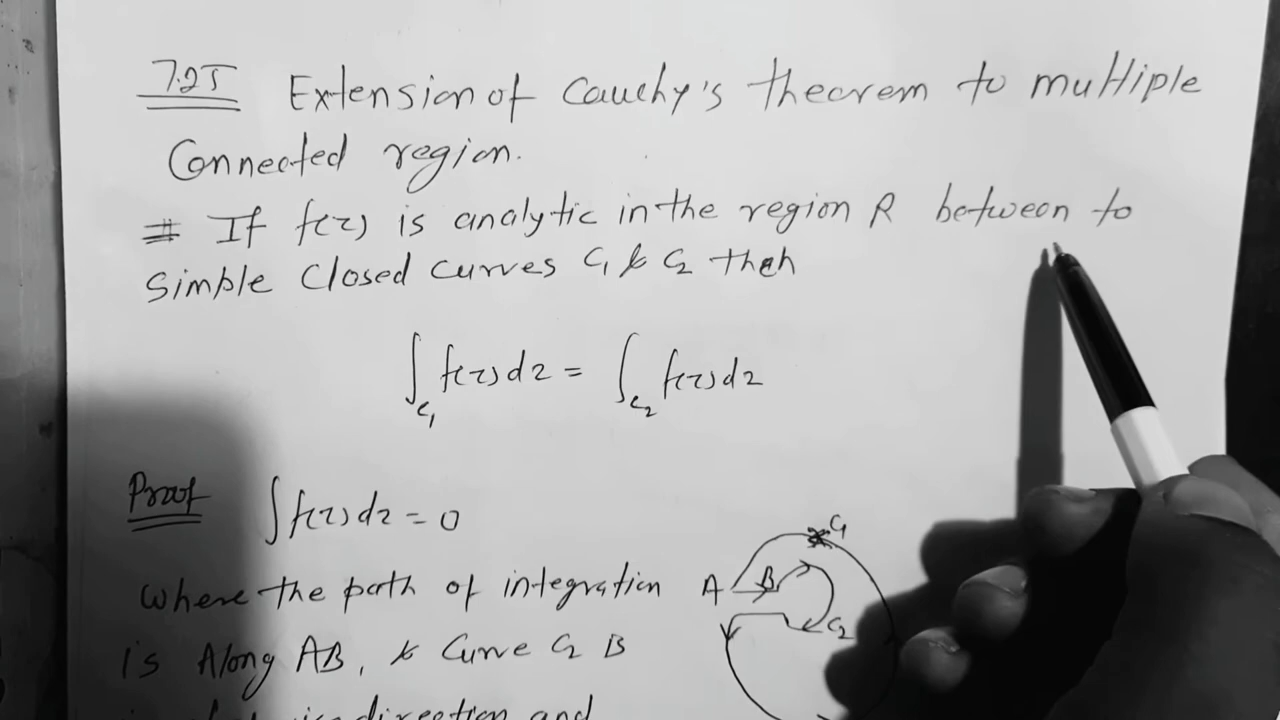 7.25 Extension of Cauchy's theorem to multiple
Connected region.
# If f(z) is analytic in the region R between to
Simple Closed curves C₁ & C₂ then
∫_{C₁} f(z) dz = ∫_{C₂} f(z) dz
Proof ∫ f(z) dz = 0
where the path of integration
is Along AB, & Curve C₂ B
direction and
A B C₁
C₂